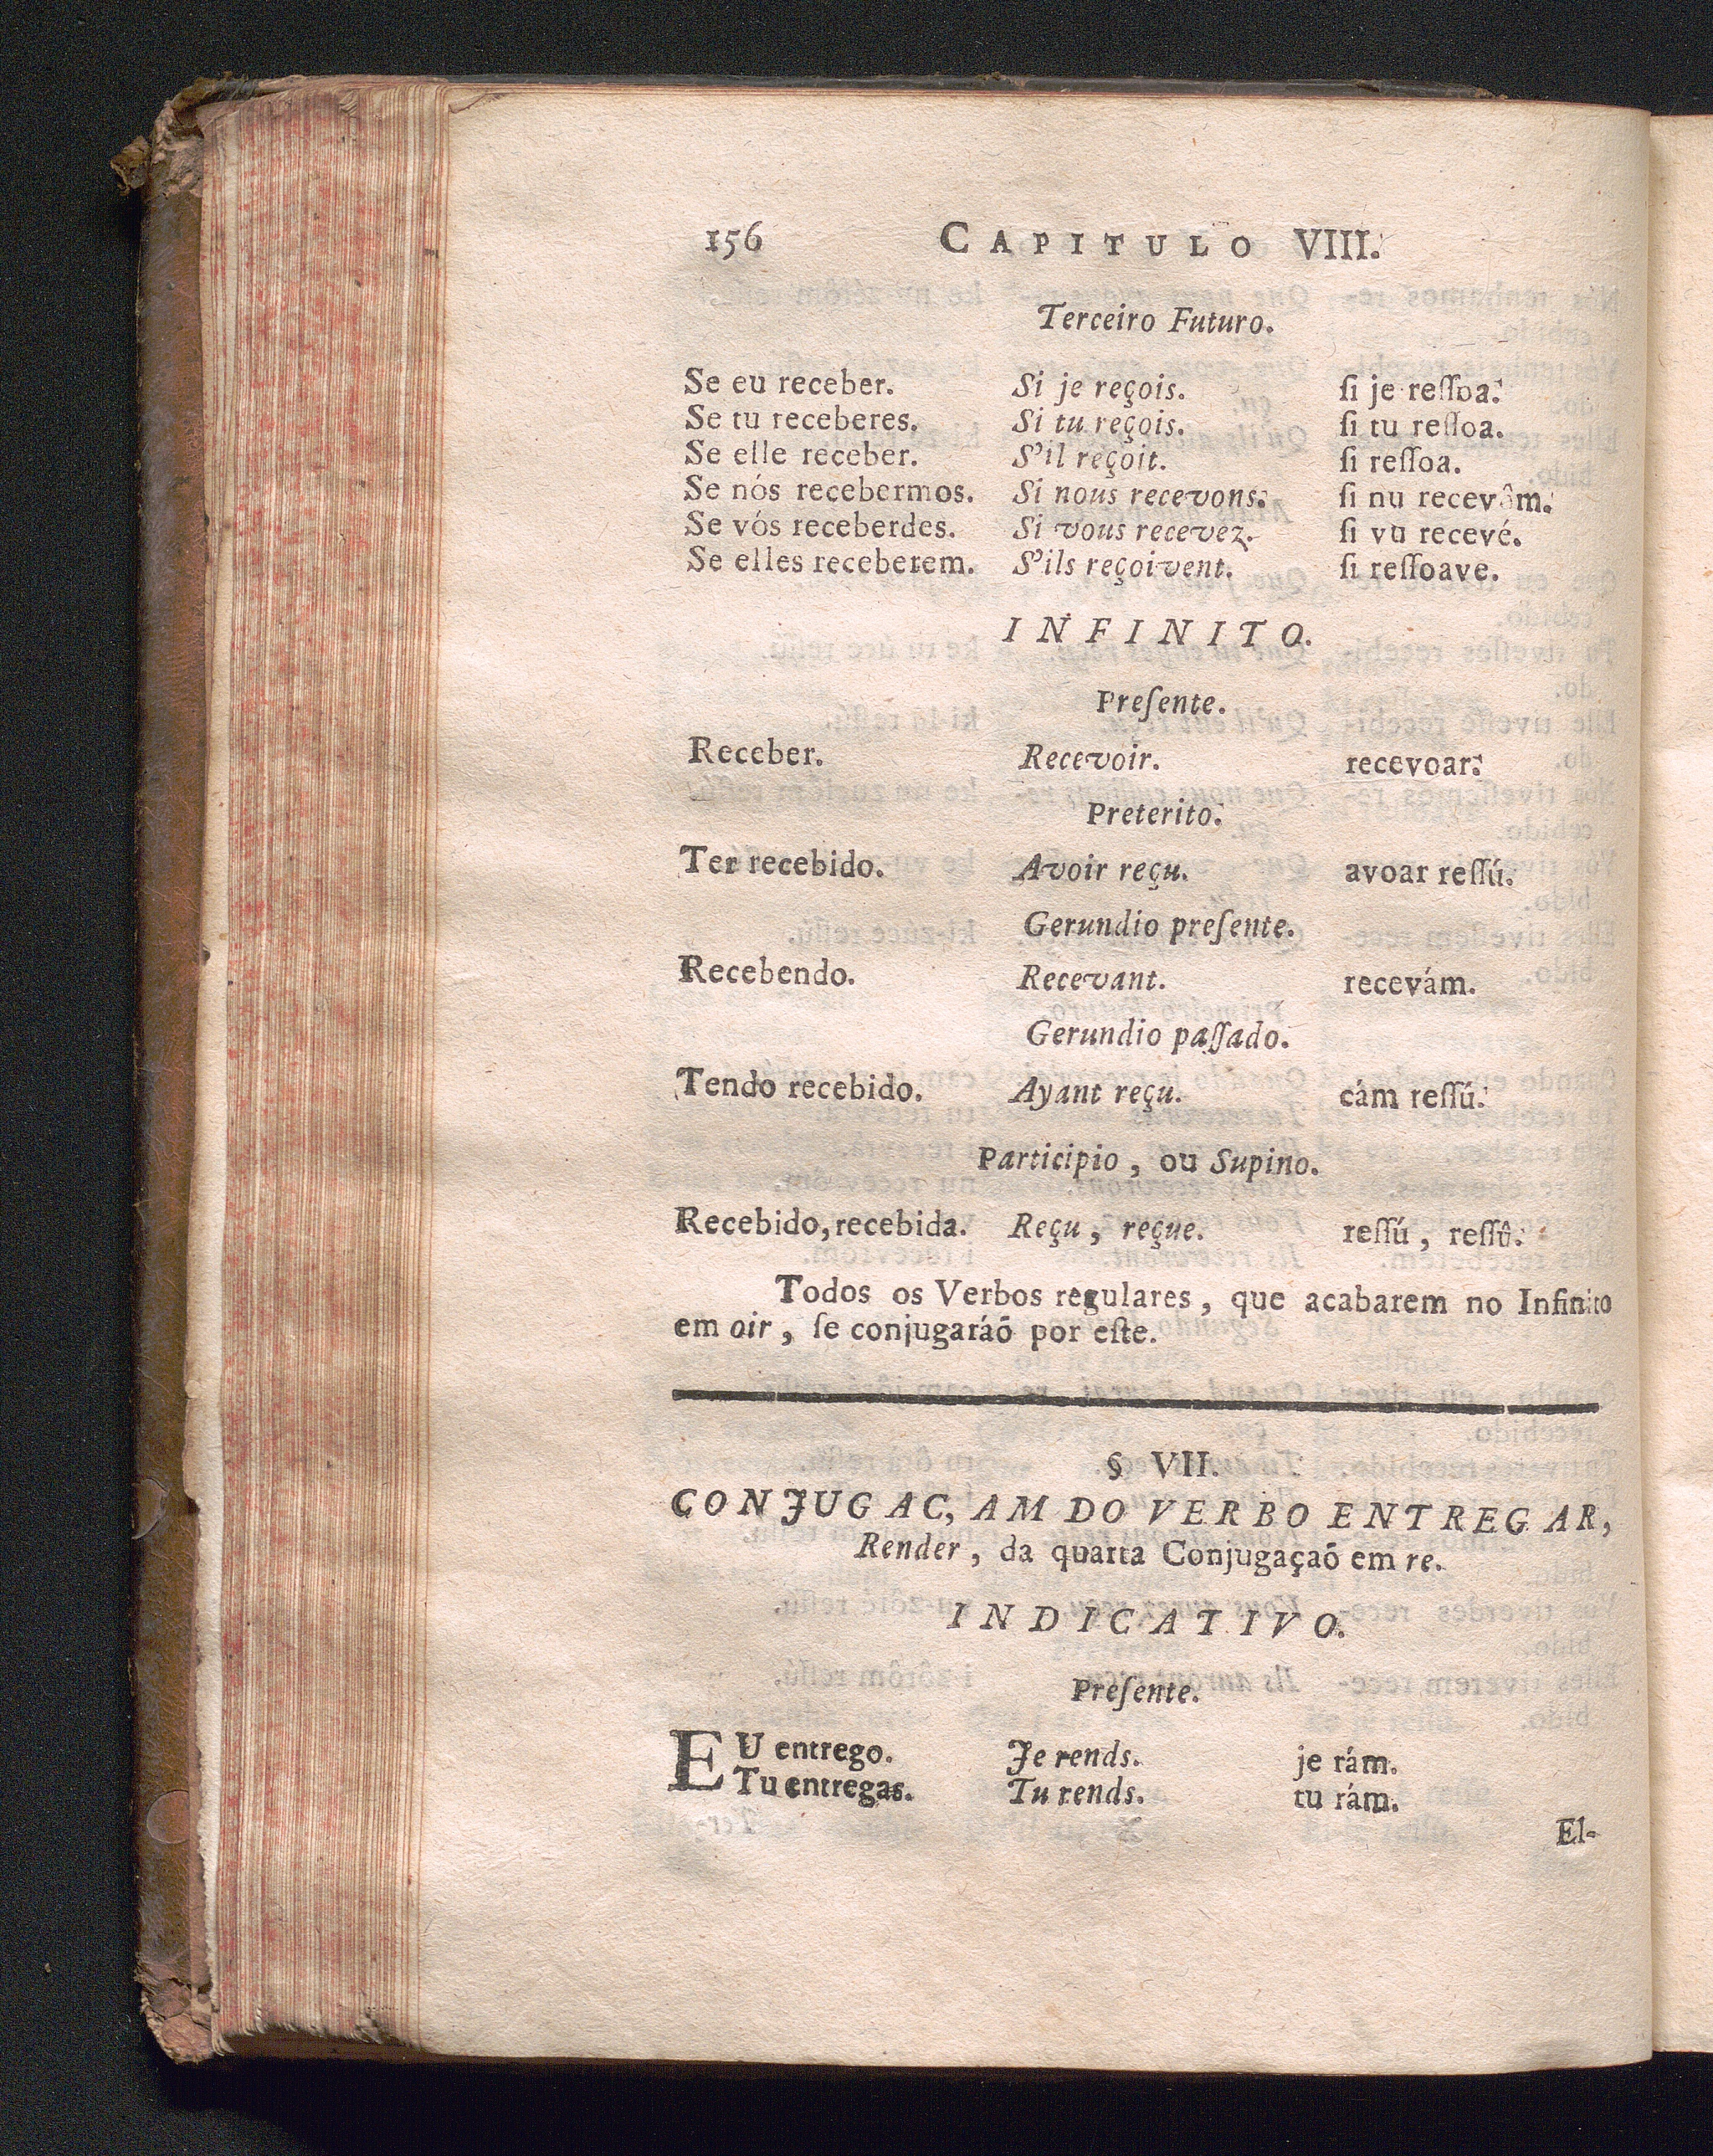 156 CAPITULO VIII.
Terceiro Futuro.
Se eu receber. Si je reçois. ſi je reſſoa.
Se tu receberes. Si tu reçois. ſi tu reſſoa.
Se elle receber. S'il reçoit. ſi reſſoa.
Se nós recebermos. Si nous recevons. ſi nu recevôm.
Se vós receberdes. Si vous recevez. ſi vu recevé.
Se elles receberem. S'ils reçoivent. ſi reſſoave.
INFINITO.
Preſente.
Receber. Recevoir. recevoar.
Preterito.
Ter recebido. Avoir reçu. avoar reſſú.
Gerundio preſente.
Recebendo. Recevant. recevám.
Gerundio paſſado.
Tendo recebido. Ayant reçu. cám reſſú.
Participio, ou Supino.
Recebido, recebida. Reçu, reçue. reſſú, reſſû.
Todos os Verbos regulares, que acabarem no Infinito
em oir, ſe conjugaráõ por eſte.
§ VII.
CONJUGAC,AM DO VERBO ENTREGAR,
Render, da quarta Conjugaçaõ em re.
INDICATIVO.
Preſente.
EU entrego. Je rends. je rám.
Tu entregas. Tu rends. tu rám.
El-